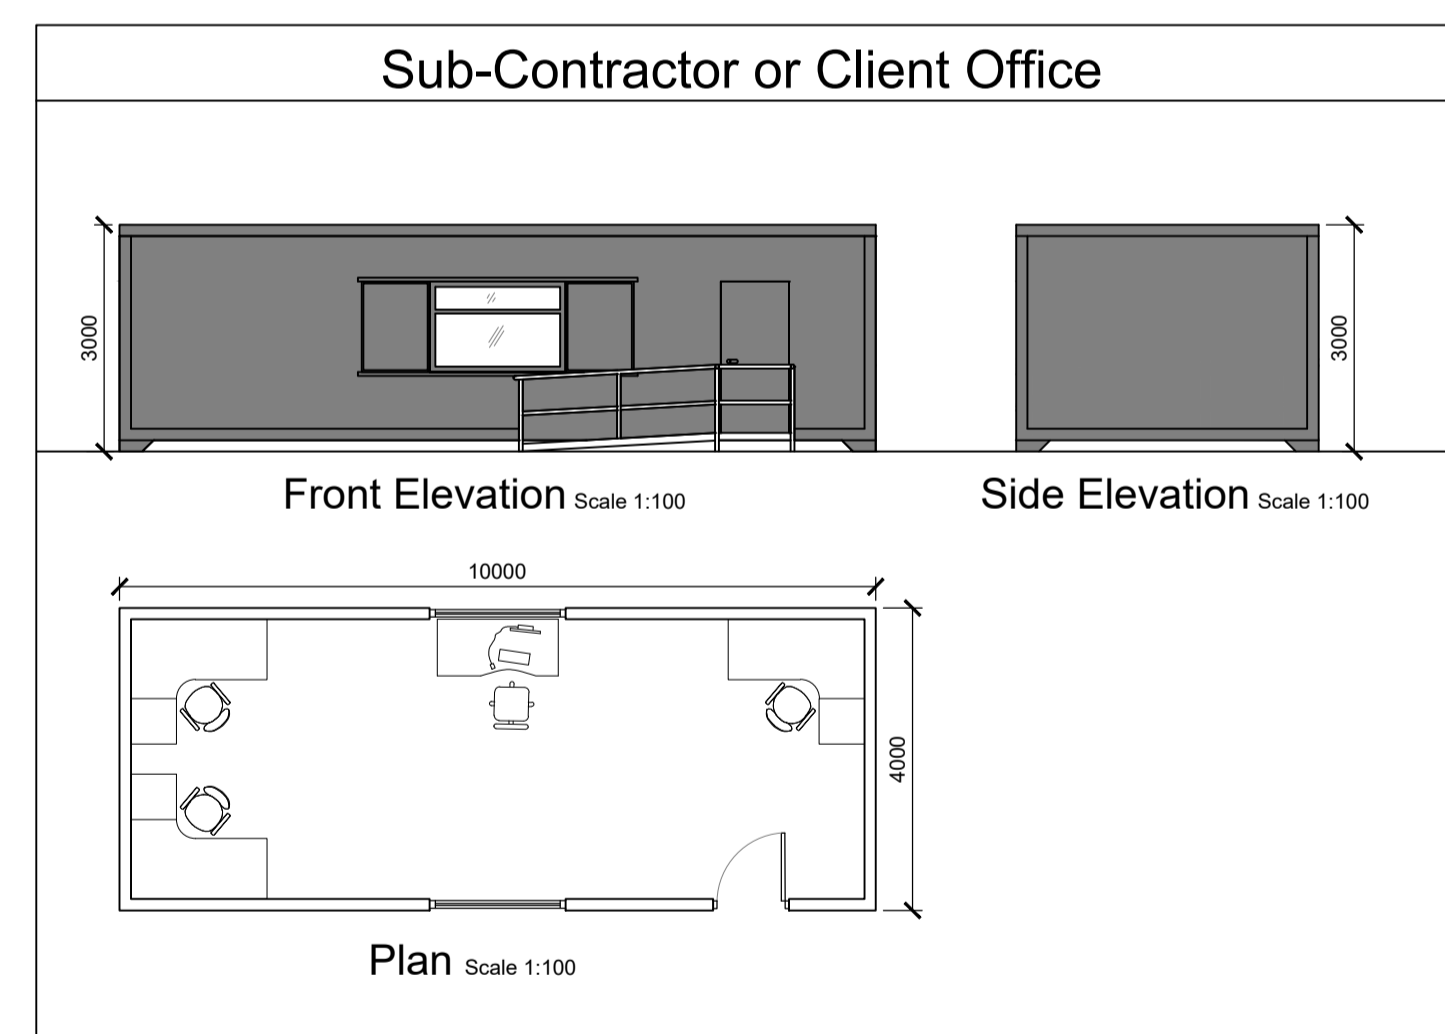 Sub-Contractor or Client Office
3000
3000
Front Elevation Scale 1:100
Side Elevation Scale 1:100
10000
4000
Plan Scale 1:100